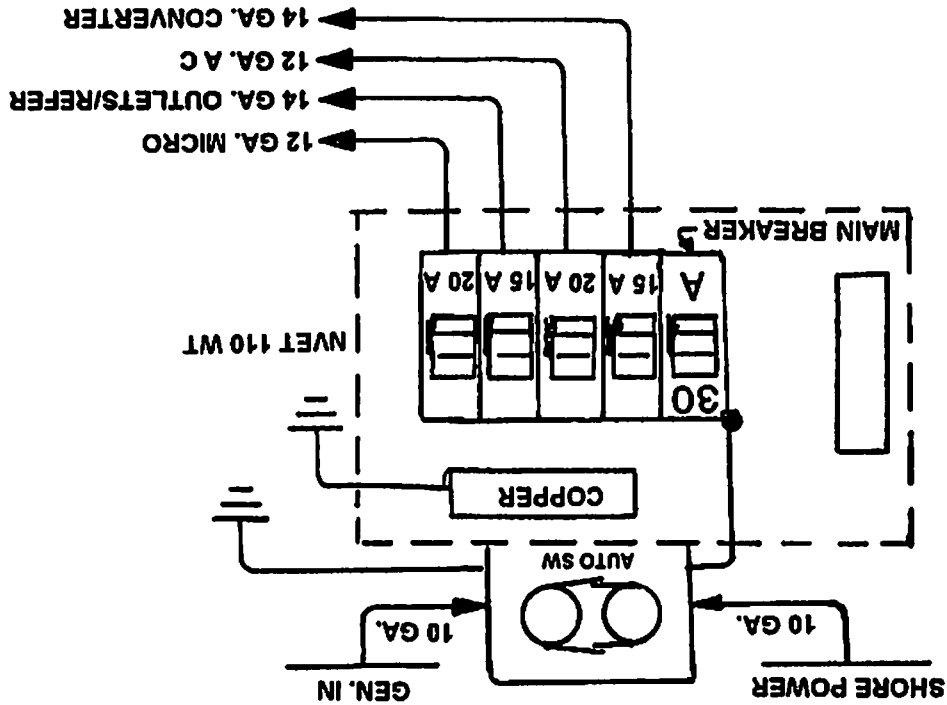 SHORE POWER
GEN. IN
10 GA.
10 GA.
AUTO SW
COPPER
30
NVET 110 WT
A
15 A
20 A
15 A
20 A
MAIN BREAKER
12 GA. MICRO
14 GA. OUTLETS/REFER
12 GA. A C
14 GA. CONVERTER